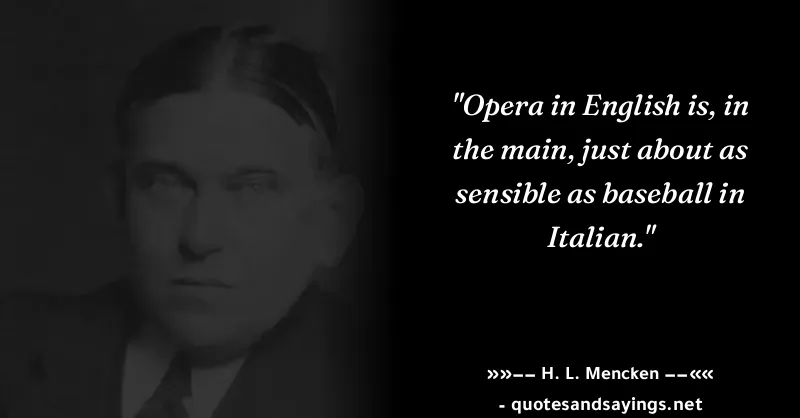 "Opera in English is, in
the main, just about as
sensible as baseball in
Italian."
»»−− H. L. Mencken −−««
- quotesandsayings.net